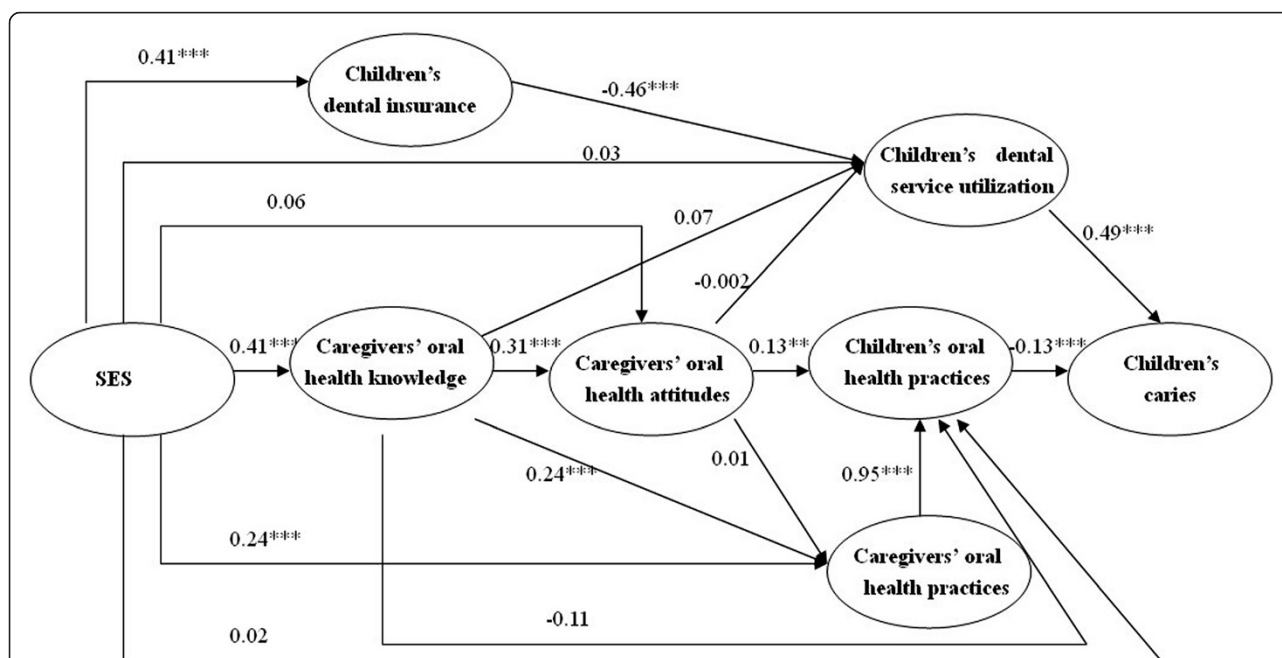 0.41***
Children's
dental insurance
-0.46***
0.03
Children's dental
service utilization
0.06
0.07
0.49***
-0.002
SES
0.41***
Caregivers' oral
health knowledge
0.31***
Caregivers' oral
health attitudes
0.13**
Children's oral
health practices
-0.13***
Children's
caries
0.24***
0.01
0.95***
0.24***
Caregivers' oral
health practices
-0.11
0.02